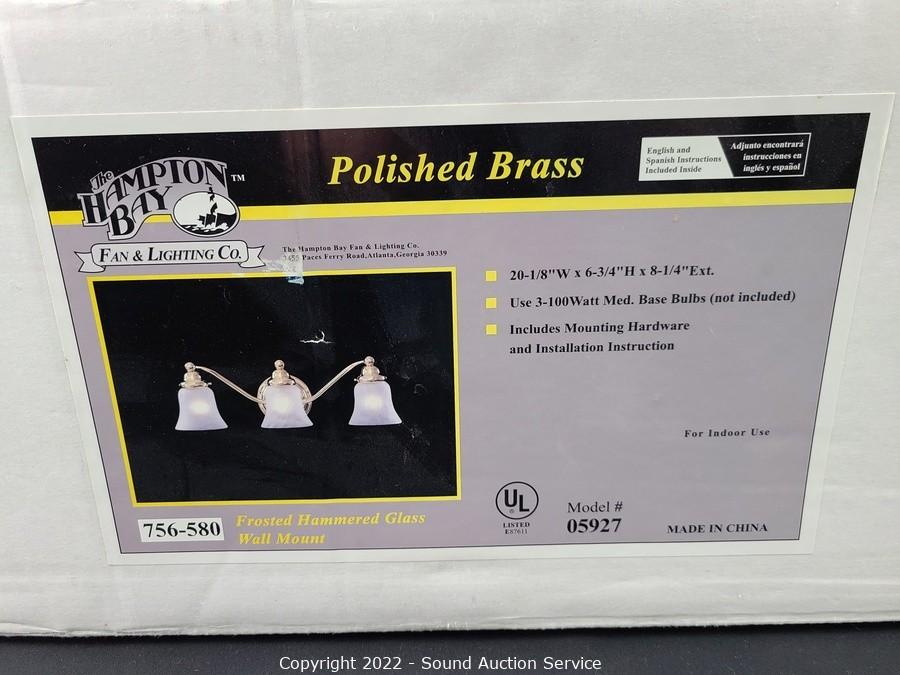 The
HAMPTON
BAY
TM
FAN & LIGHTING CO.
Polished Brass
English and
Spanish Instructions
Included Inside
Adjunto encontrará
instrucciones en
inglés y español
The Hampton Bay Fan & Lighting Co.
Paces Ferry Road,Atlanta,Georgia 30339
20-1/8"W x 6-3/4"H x 8-1/4"Ext.
Use 3-100Watt Med. Base Bulbs (not included)
Includes Mounting Hardware
and Installation Instruction
For Indoor Use
756-580
Frosted Hammered Glass
Wall Mount
UL
®
LISTED
E87611
Model #
05927
MADE IN CHINA
Copyright 2022 - Sound Auction Service